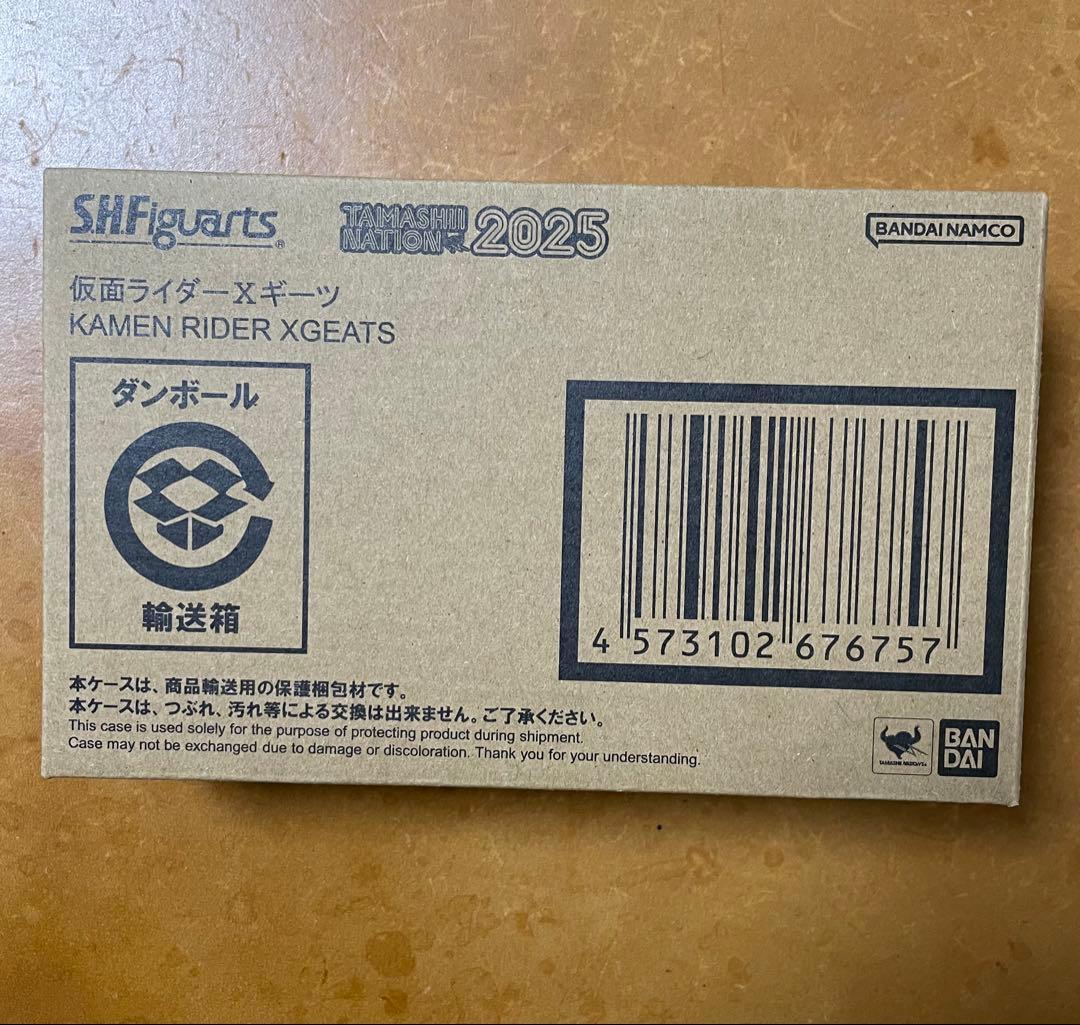 S.H.Figuarts®
TAMASHII
NATION 2025
BANDAI NAMCO
仮面ライダーXギーツ
KAMEN RIDER XGEATS
ダンボール
輸送箱
4 573102 676757
本ケースは、商品輸送用の保護梱包材です。
本ケースは、つぶれ、汚れ等による交換は出来ません。ご了承ください。
This case is used solely for the purpose of protecting product during shipment.
Case may not be exchanged due to damage or discoloration. Thank you for your understanding.
TAMASHII NATIONS
BAN
DAI